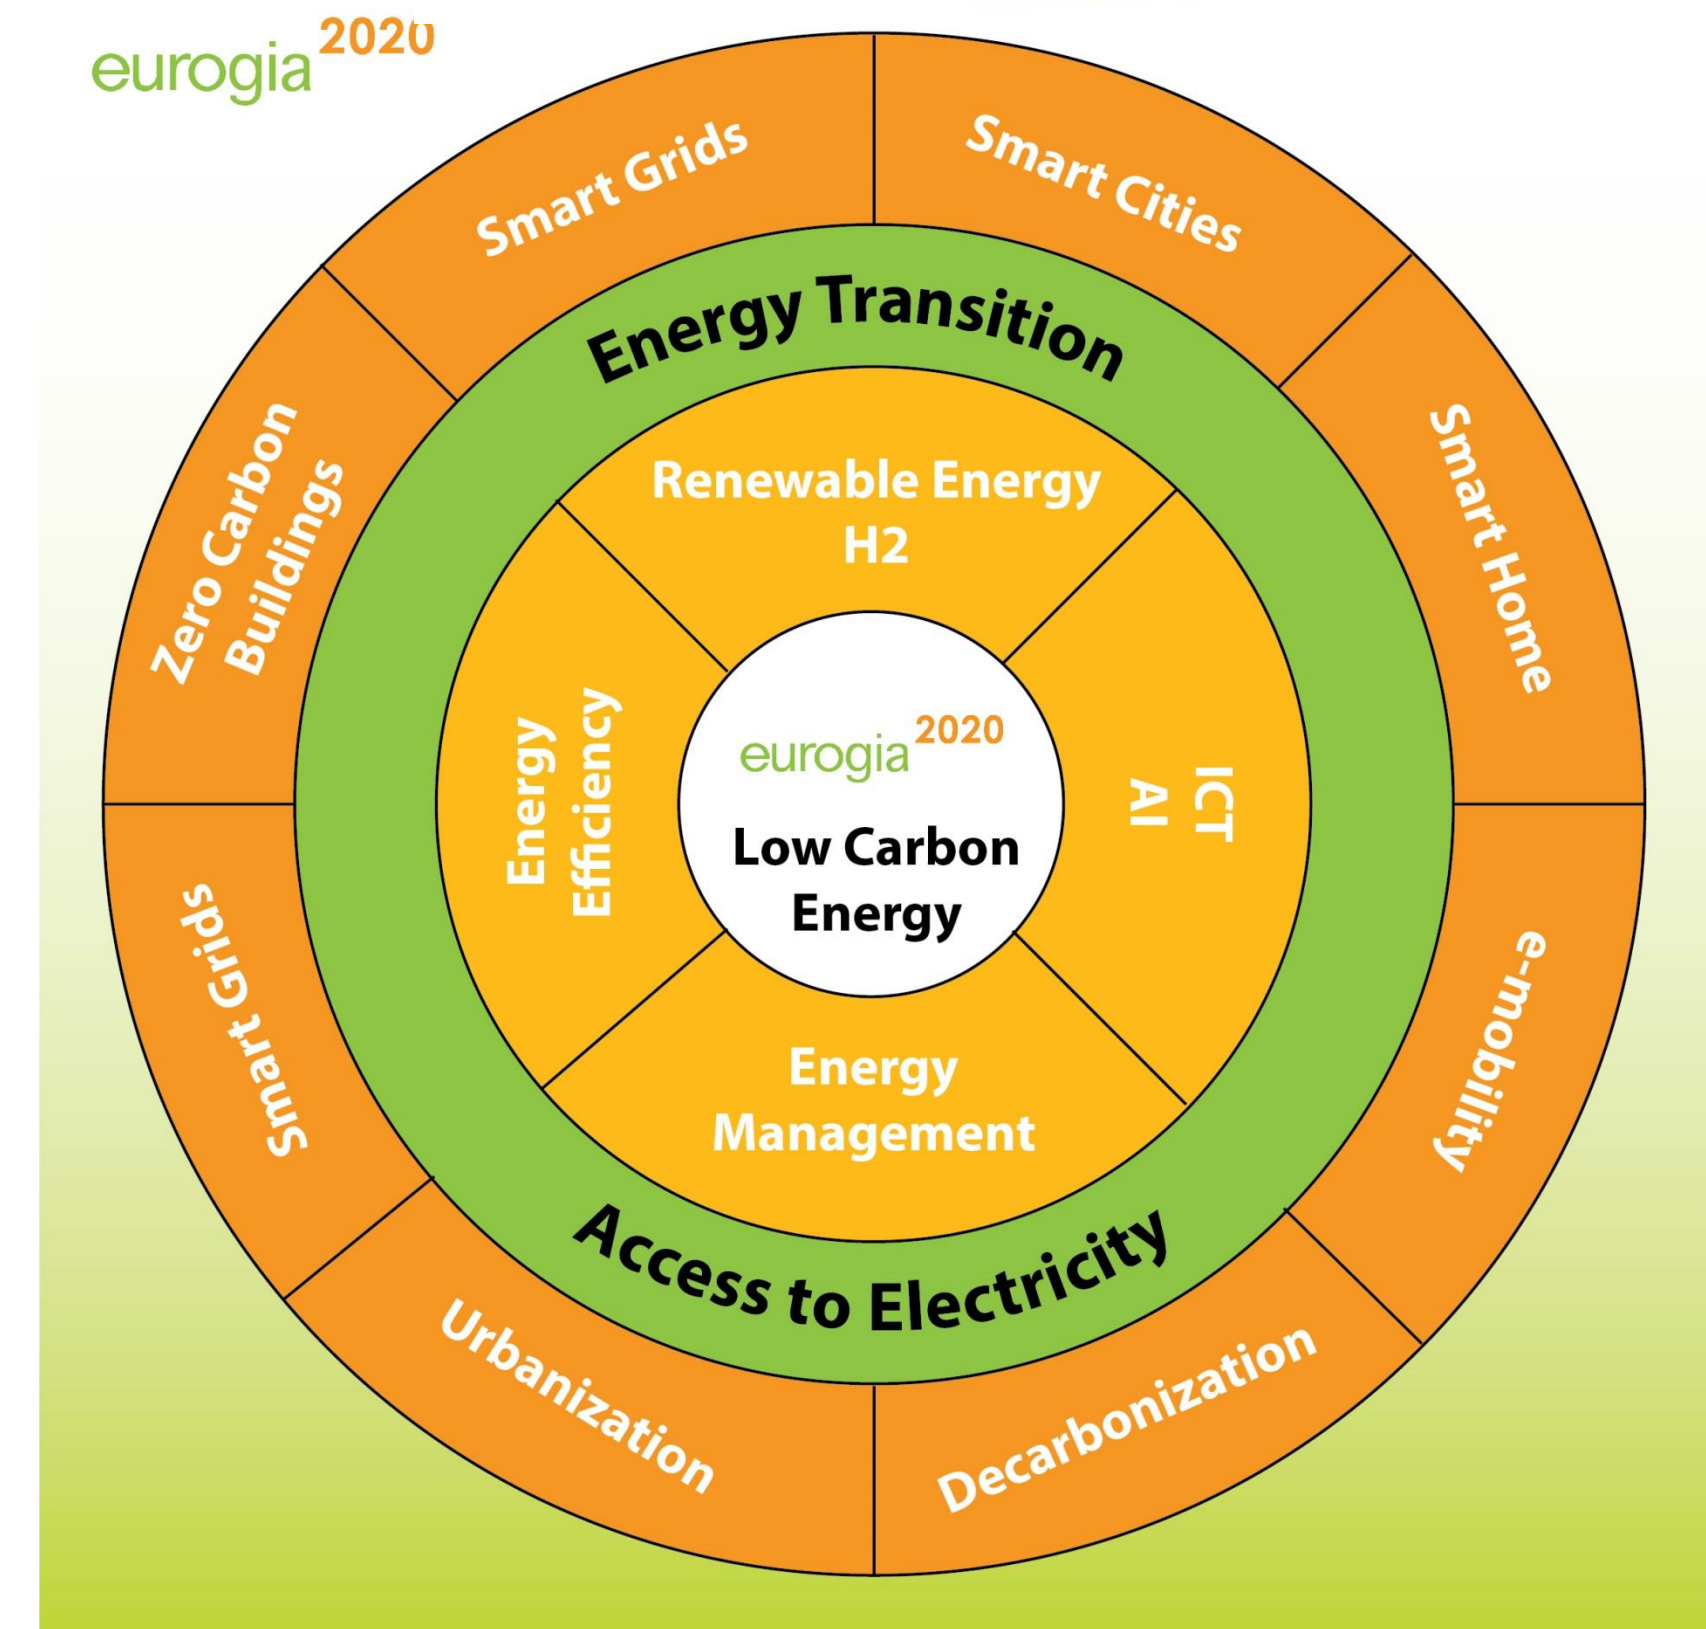 eurogia2020
Smart Grids
Smart Cities
Smart Home
e-mobility
Decarbonization
Urbanization
Smart Grids
Zero Carbon
Buildings
Energy Transition
Access to Electricity
Renewable Energy
H2
ICT
AI
Energy
Management
Energy
Efficiency
eurogia2020
Low Carbon
Energy